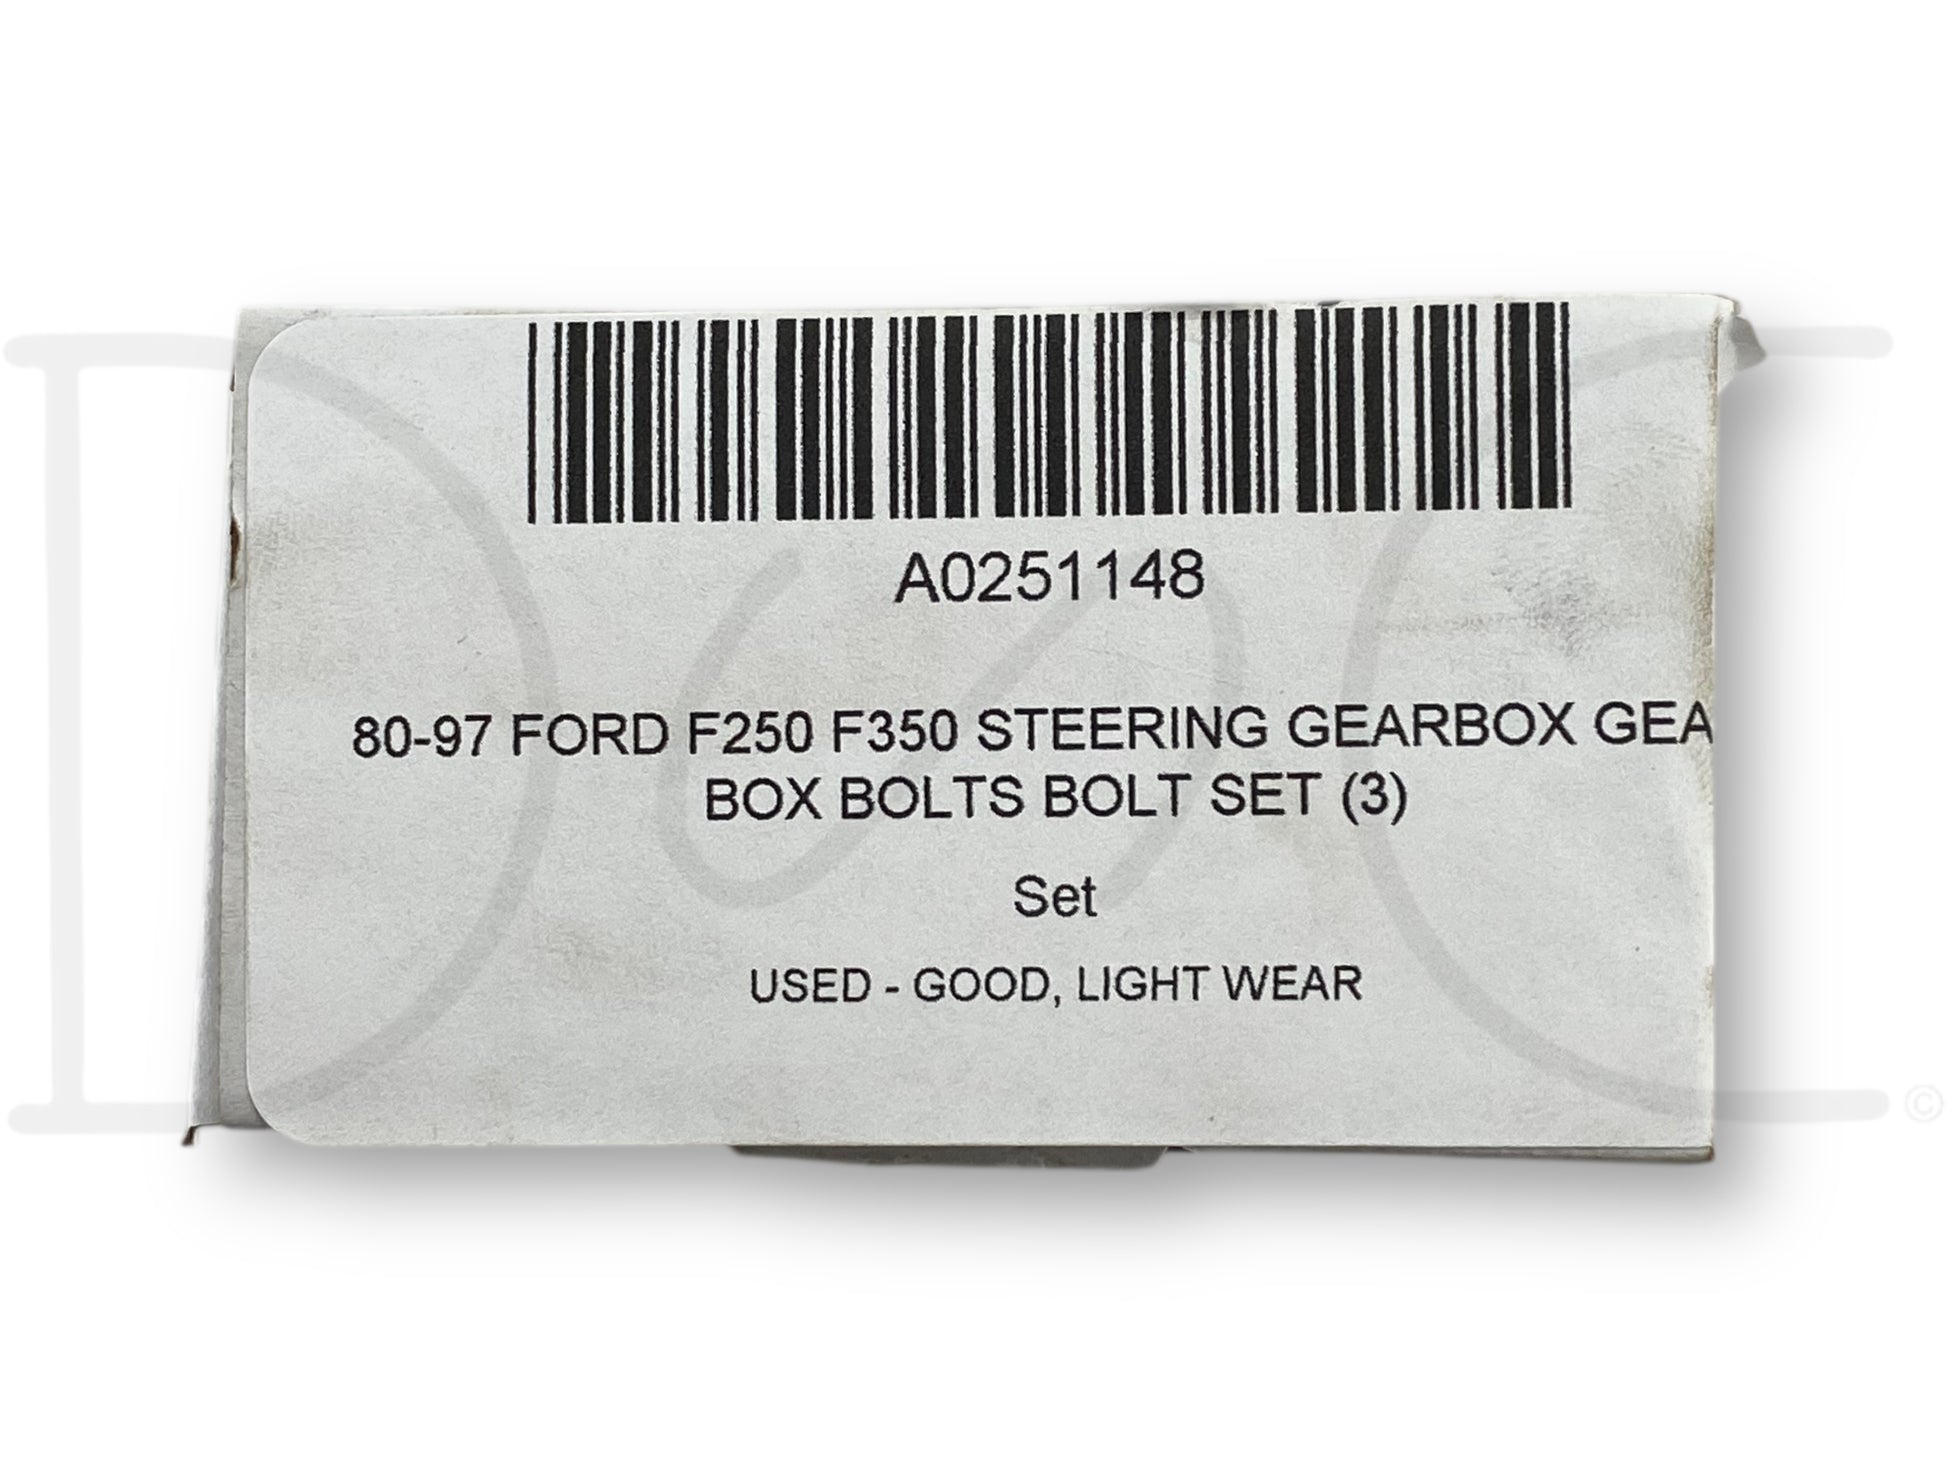 A0251148
80-97 FORD F250 F350 STEERING GEARBOX GEA
BOX BOLTS BOLT SET (3)
Set
USED - GOOD, LIGHT WEAR
©